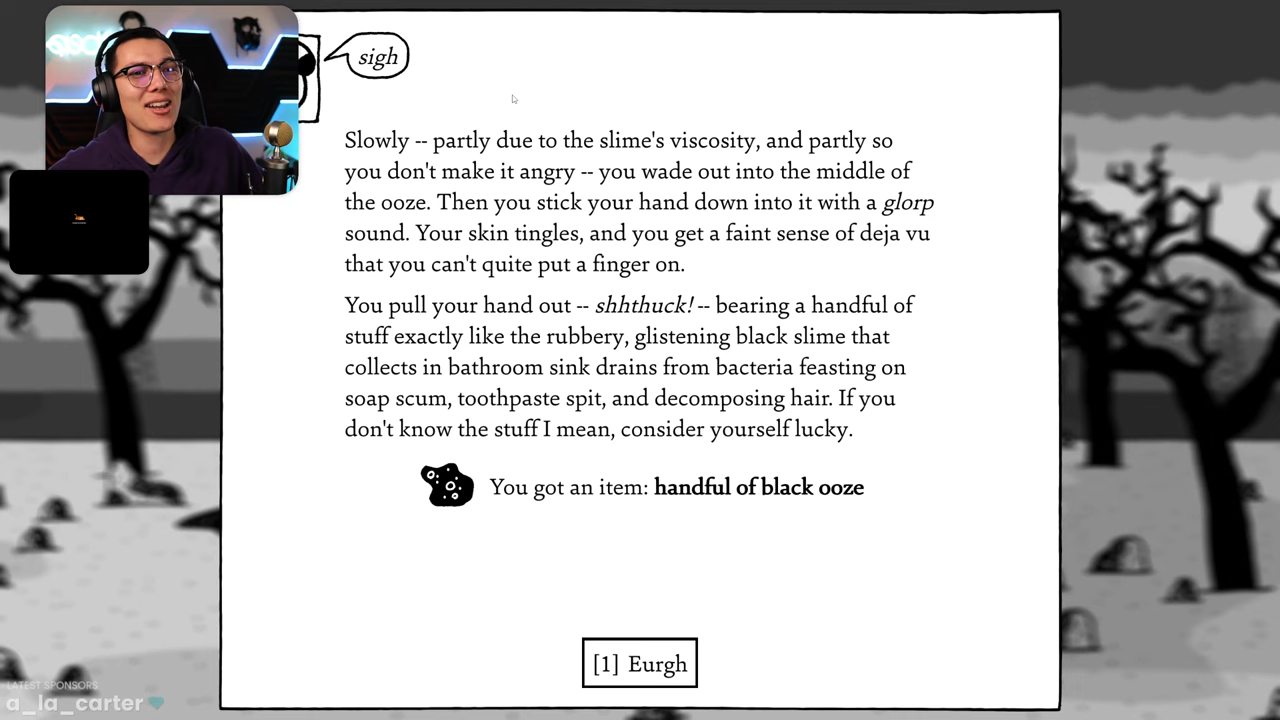 sigh
Slowly -- partly due to the slime's viscosity, and partly so
you don't make it angry -- you wade out into the middle of
the ooze. Then you stick your hand down into it with a glorp
sound. Your skin tingles, and you get a faint sense of deja vu
that you can't quite put a finger on.
You pull your hand out -- shhthuck! -- bearing a handful of
stuff exactly like the rubbery, glistening black slime that
collects in bathroom sink drains from bacteria feasting on
soap scum, toothpaste spit, and decomposing hair. If you
don't know the stuff I mean, consider yourself lucky.
You got an item: handful of black ooze
[1] Eurgh
LATEST SPONSORS
a_la_carter